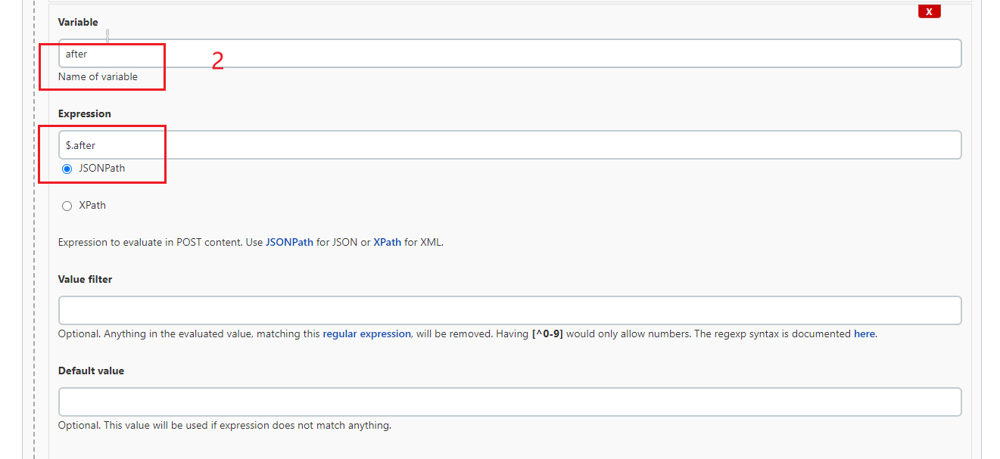 X
Variable
after
2
Name of variable
Expression
$.after
JSONPath
XPath
Expression to evaluate in POST content. Use JSONPath for JSON or XPath for XML.
Value filter
Optional. Anything in the evaluated value, matching this regular expression, will be removed. Having [^0-9] would only allow numbers. The regexp syntax is documented here.
Default value
Optional. This value will be used if expression does not match anything.